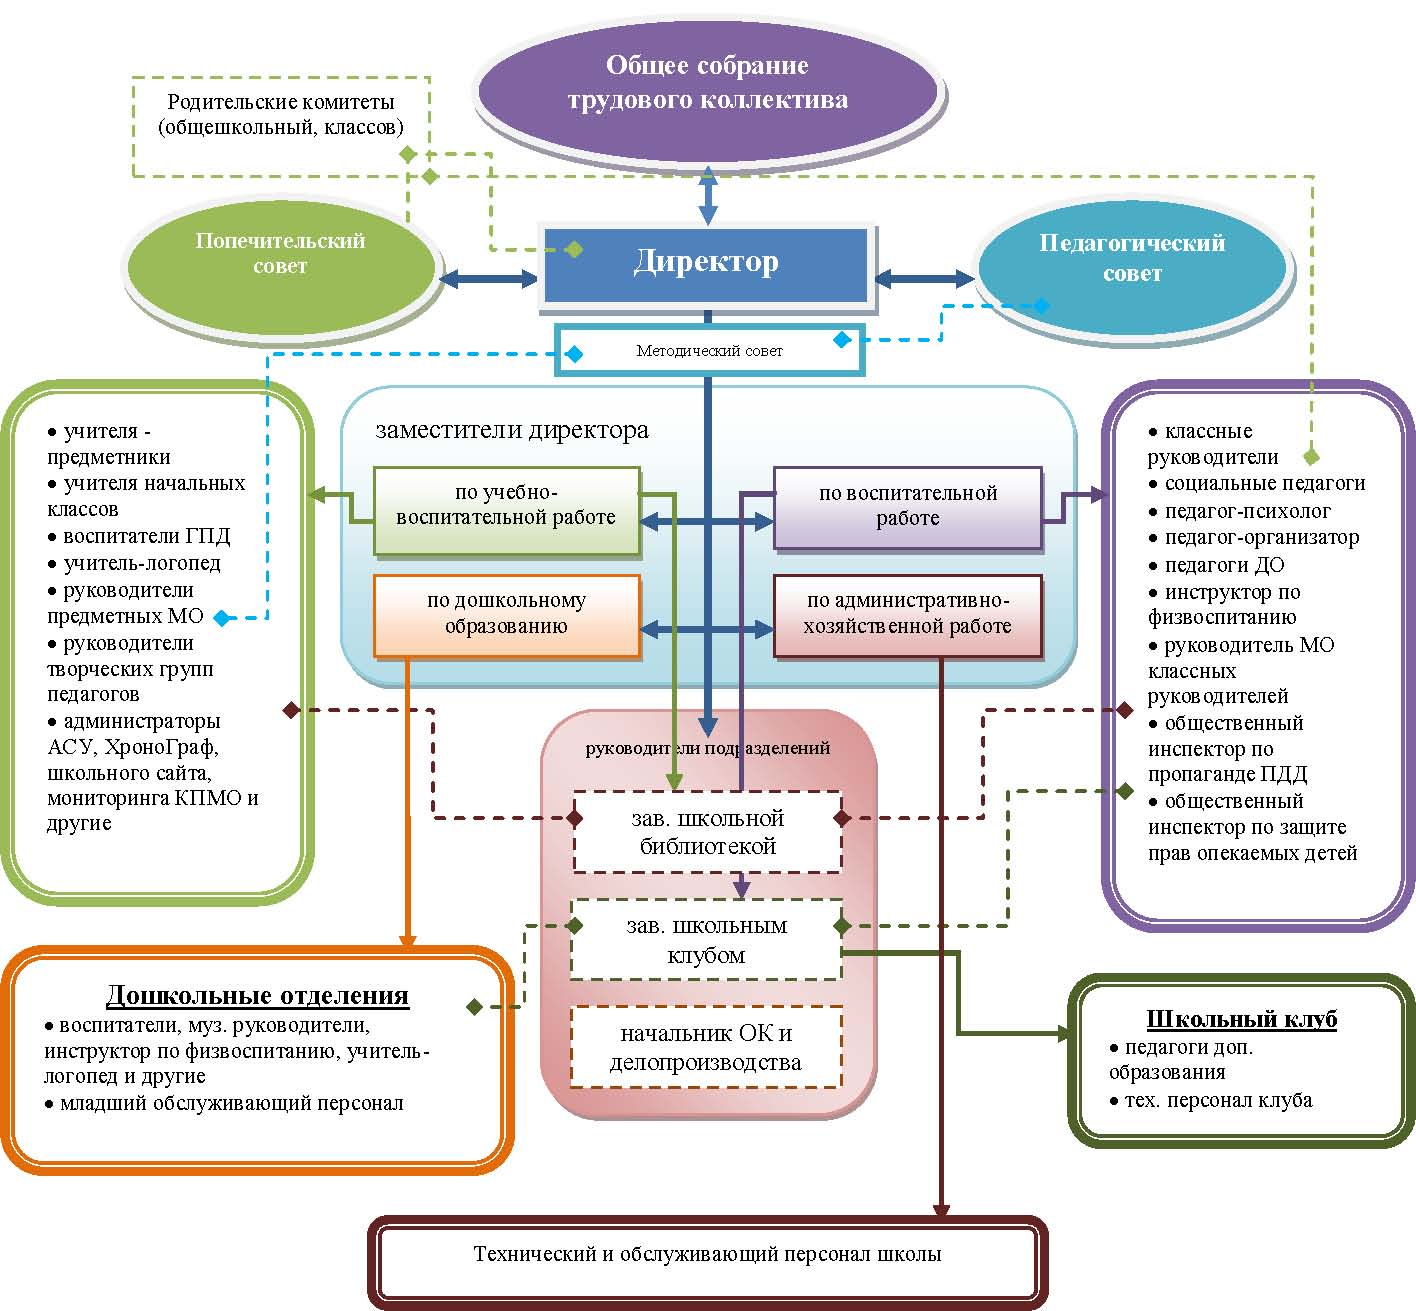 Общее собрание
трудового коллектива
Родительские комитеты
(общешкольный, классов)
Попечительский
совет
Директор
Педагогический
совет
Методический совет
• учителя -
предметники
• учителя начальных
классов
• воспитатели ГПД
• учитель-логопед
• руководители
предметных МО
• руководители
творческих групп
педагогов
• администраторы
АСУ, ХроноГраф,
школьного сайта,
мониторинга КПМО и
другие
заместители директора
по учебно-
воспитательной работе
по воспитательной
работе
по дошкольному
образованию
по административно-
хозяйственной работе
• классные
руководители
• социальные педагоги
• педагог-психолог
• педагог-организатор
• педагоги ДО
• инструктор по
физвоспитанию
• руководитель МО
классных
руководителей
• общественный
инспектор по
пропаганде ПДД
• общественный
инспектор по защите
прав опекаемых детей
руководители подразделений
зав. школьной
библиотекой
зав. школьным
клубом
начальник ОК и
делопроизводства
Дошкольные отделения
• воспитатели, муз. руководители,
инструктор по физвоспитанию, учитель-
логопед и другие
• младший обслуживающий персонал
Школьный клуб
• педагоги доп.
образования
• тех. персонал клуба
Технический и обслуживающий персонал школы